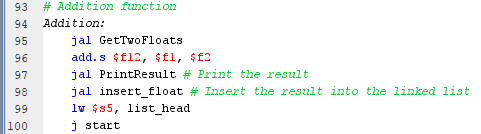 93 # Addition function
94 Addition:
95 jal GetTwoFloats
96 add.s $f12, $f1, $f2
97 jal PrintResult # Print the result
98 jal insert_float # Insert the result into the linked list
99 lw $s5, list_head
100 j start